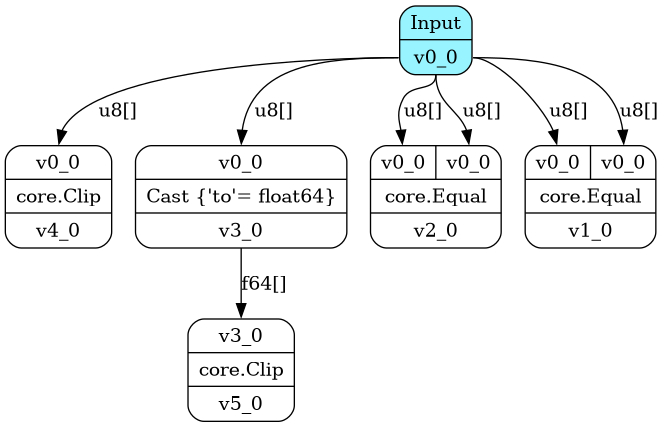 Input
v0_0
u8[]
u8[]
u8[]
u8[]
u8[]
u8[]
v0_0
core.Clip
v4_0
v0_0
Cast {'to'= float64}
v3_0
v0_0 v0_0
core.Equal
v2_0
v0_0 v0_0
core.Equal
v1_0
f64[]
v3_0
core.Clip
v5_0